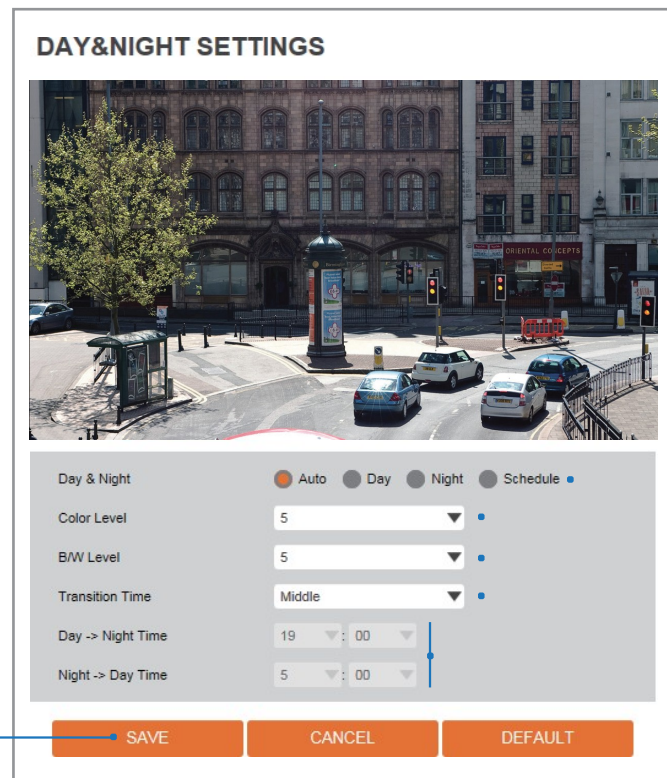 DAY&NIGHT SETTINGS
ORIENTAL CONCEPTS
Day & Night Auto Day Night Schedule
Color Level 5
B/W Level 5
Transition Time Middle
Day -> Night Time 19 : 00
Night -> Day Time 5 : 00
SAVE CANCEL DEFAULT